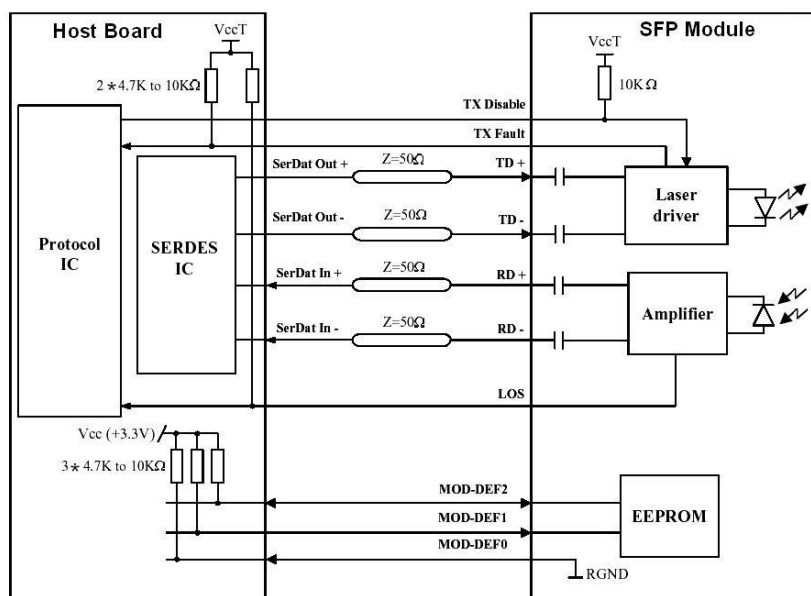 Host Board
SFP Module
VccT
VccT
2*4.7K to 10KΩ
10KΩ
TX Disable
TX Fault
SerDat Out +
Z=50Ω
TD +
SerDat Out -
Z=50Ω
TD -
Laser
driver
Protocol
IC
SERDES
IC
SerDat In +
Z=50Ω
RD +
Amplifier
SerDat In -
Z=50Ω
RD -
LOS
Vcc (+3.3V)
3*4.7K to 10KΩ
MOD-DEF2
MOD-DEF1
EEPROM
MOD-DEF0
RGND